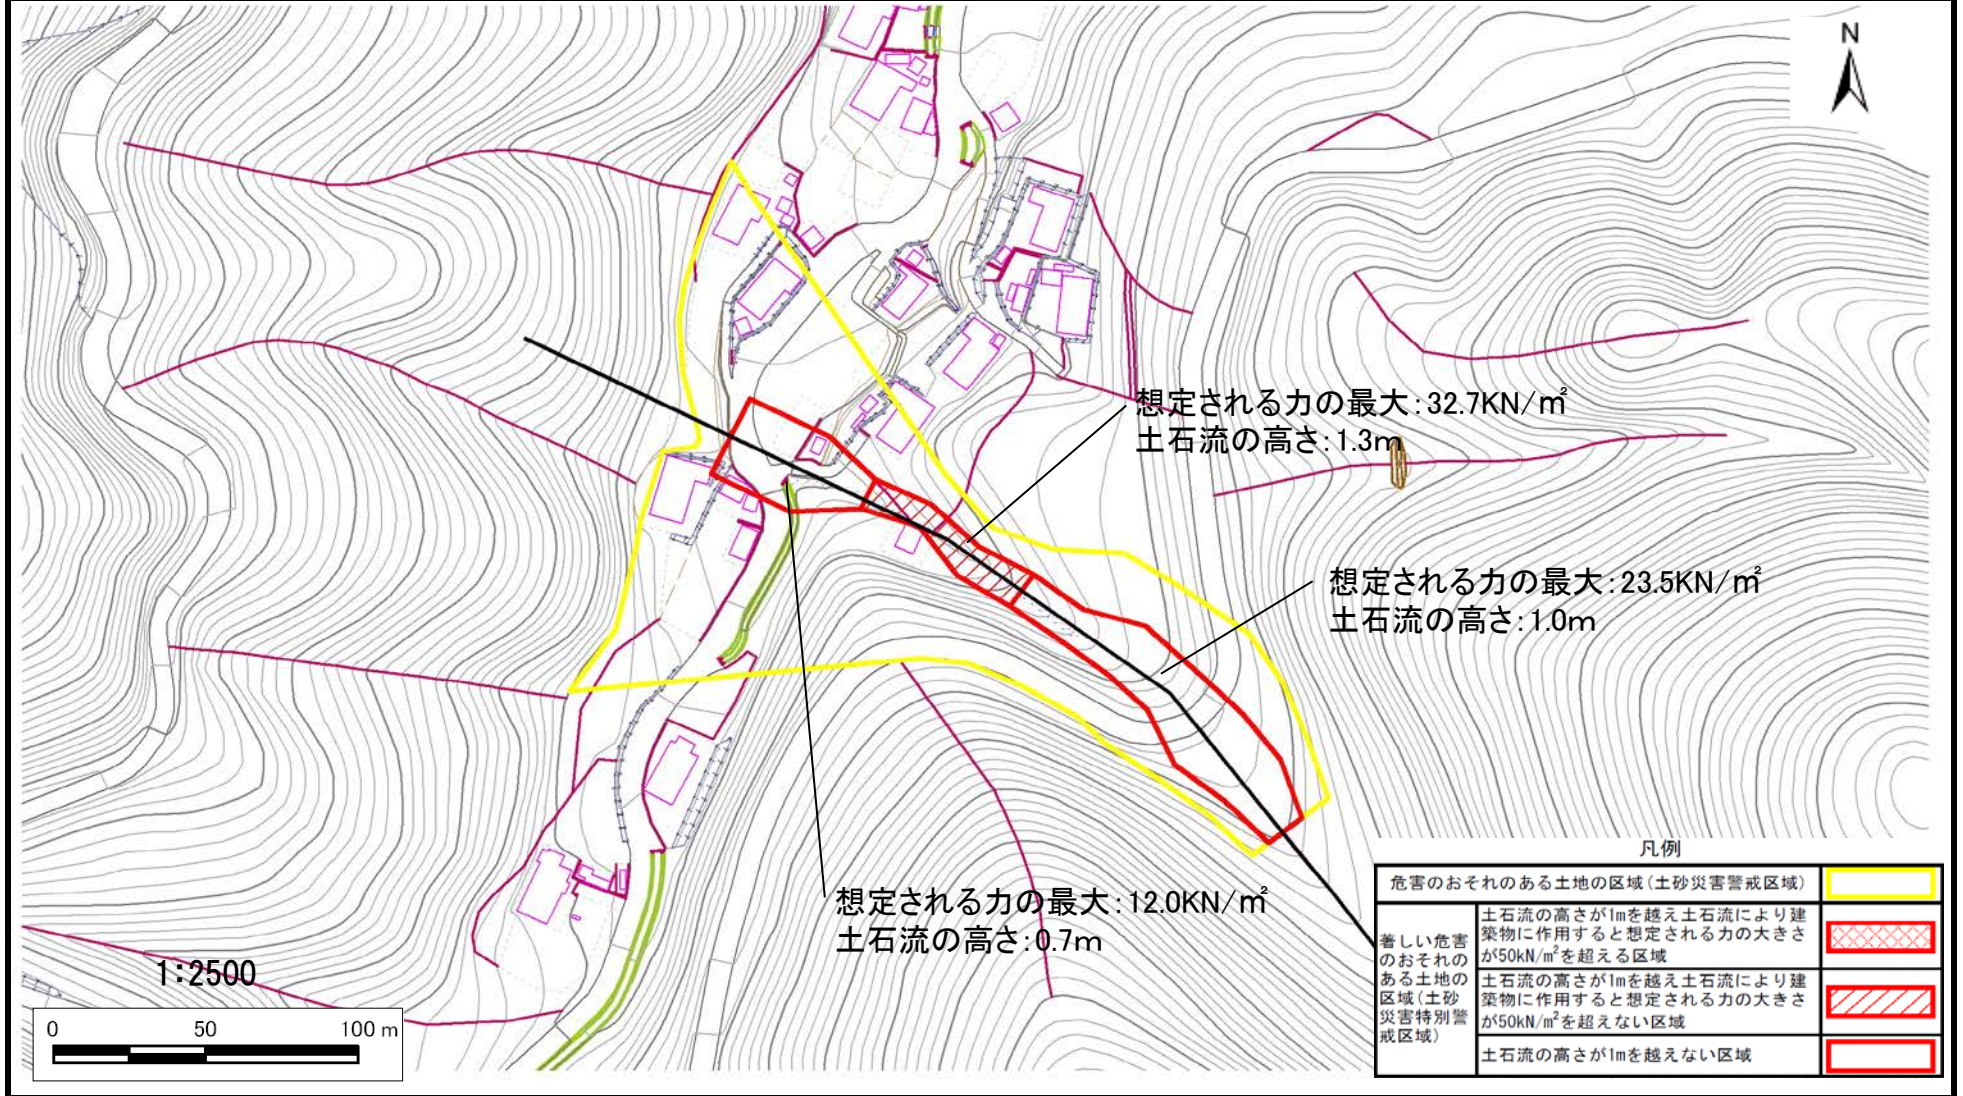 N
想定される力の最大:32.7KN/㎡
土石流の高さ:1.3m
想定される力の最大:23.5KN/㎡
土石流の高さ:1.0m
想定される力の最大:12.0KN/㎡
土石流の高さ:0.7m
1:2500
0 50 100 m
凡例
危害のおそれのある土地の区域(土砂災害警戒区域)
著しい危害
のおそれの
ある土地の
区域(土砂
災害特別警
戒区域)
土石流の高さが1mを越え土石流により建
築物に作用すると想定される力の大きさ
が50kN/m²を超える区域
土石流の高さが1mを越え土石流により建
築物に作用すると想定される力の大きさ
が50kN/m²を超えない区域
土石流の高さが1mを越えない区域